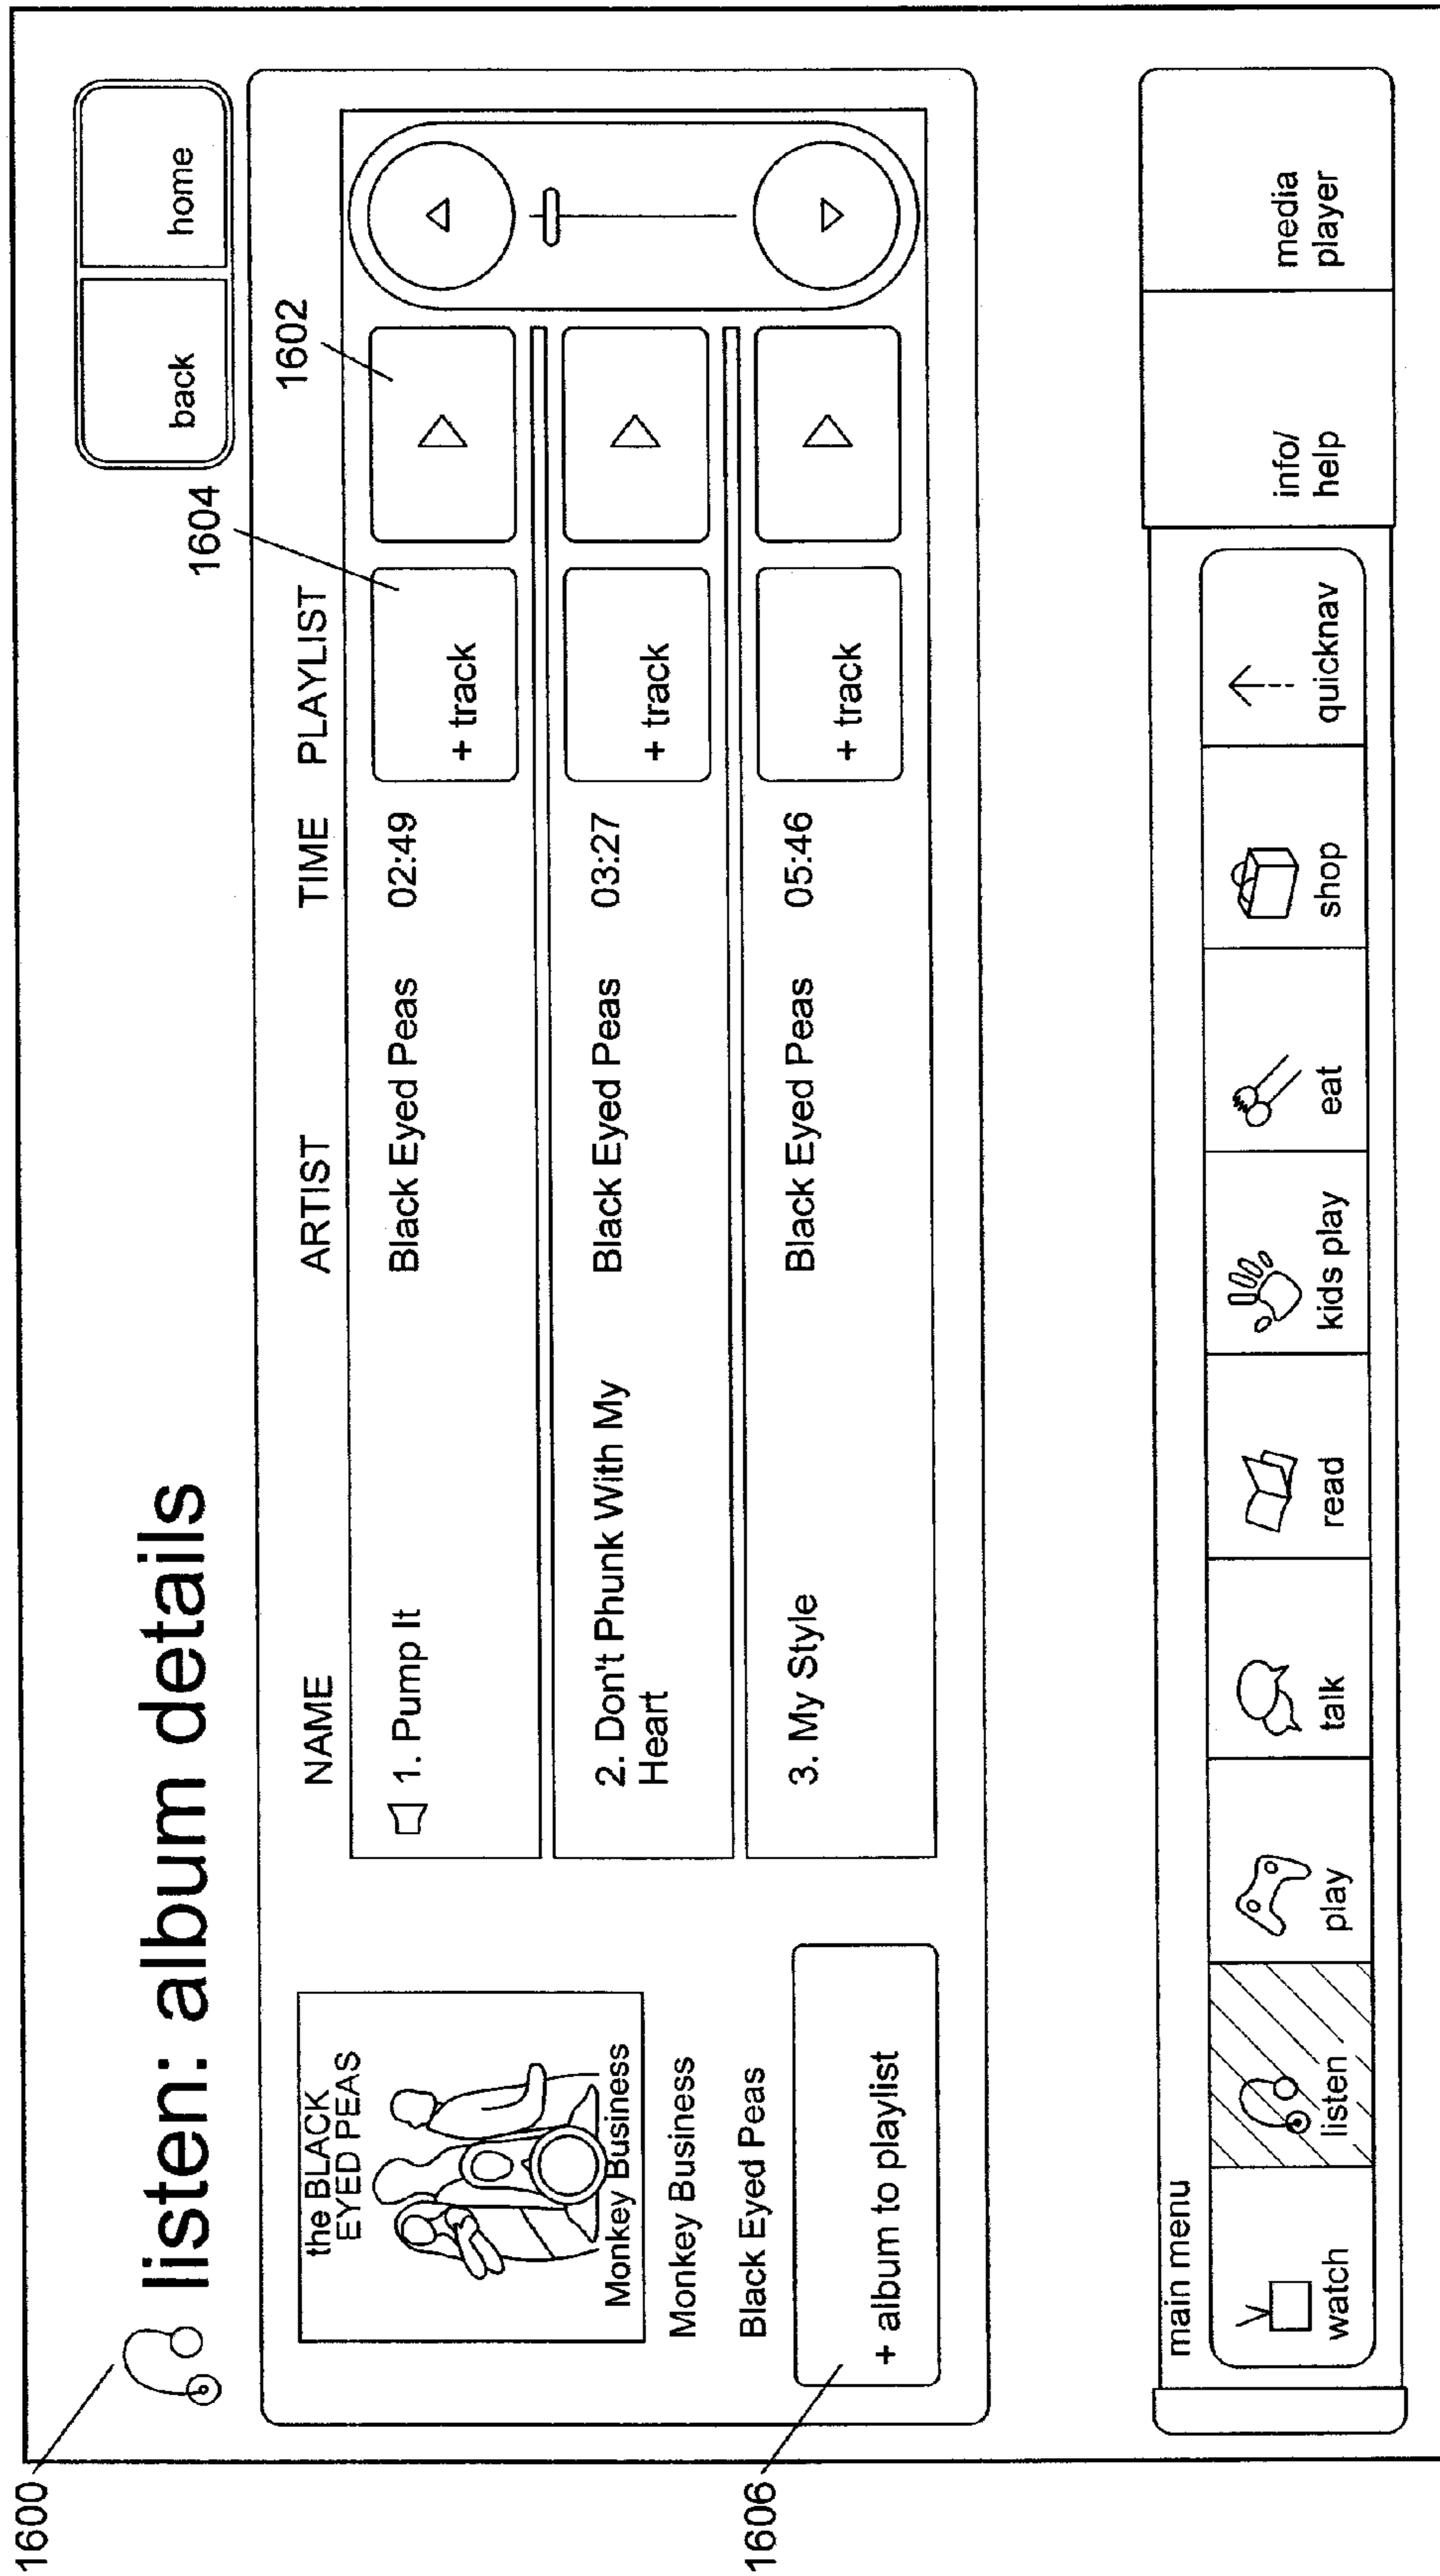 1600
listen: album details
back
home
1604
1602
NAME
ARTIST
TIME
PLAYLIST
the BLACK
EYED PEAS
Monkey Business
Monkey Business
Black Eyed Peas
1606
+ album to playlist
1. Pump It
Black Eyed Peas
02:49
+ track
2. Don't Phunk With My
Heart
Black Eyed Peas
03:27
+ track
3. My Style
Black Eyed Peas
05:46
+ track
main menu
watch
listen
play
talk
read
kids play
eat
shop
quicknav
info/
help
media
player